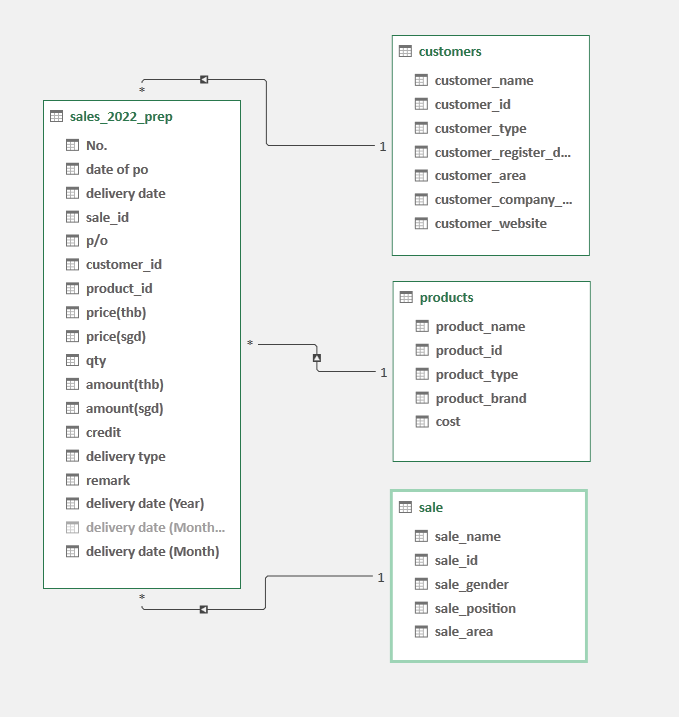 customers
customer_name
customer_id
customer_type
customer_register_d...
customer_area
customer_company_...
customer_website
*
1
sales_2022_prep
No.
date of po
delivery date
sale_id
p/o
customer_id
product_id
price(thb)
price(sgd)
qty
amount(thb)
amount(sgd)
credit
delivery type
remark
delivery date (Year)
delivery date (Month...
delivery date (Month)
*
1
products
product_name
product_id
product_type
product_brand
cost
*
1
sale
sale_name
sale_id
sale_gender
sale_position
sale_area